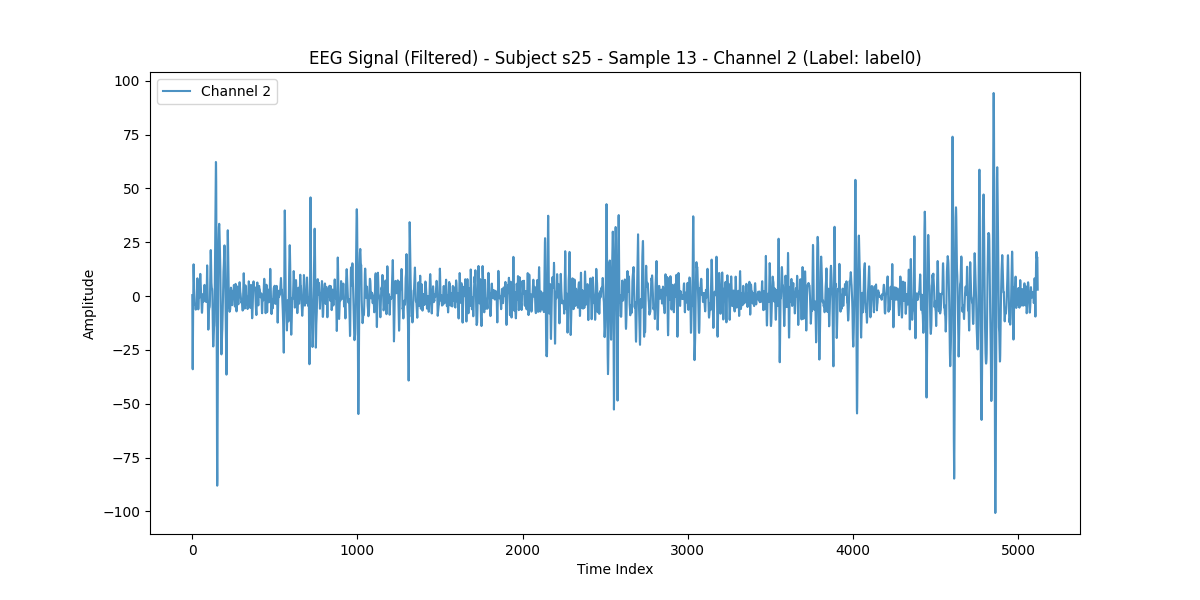 EEG Signal (Filtered) - Subject s25 - Sample 13 - Channel 2 (Label: label0)
Channel 2
100
75
50
25
0
−25
−50
−75
−100
Amplitude
0 1000 2000 3000 4000 5000
Time Index